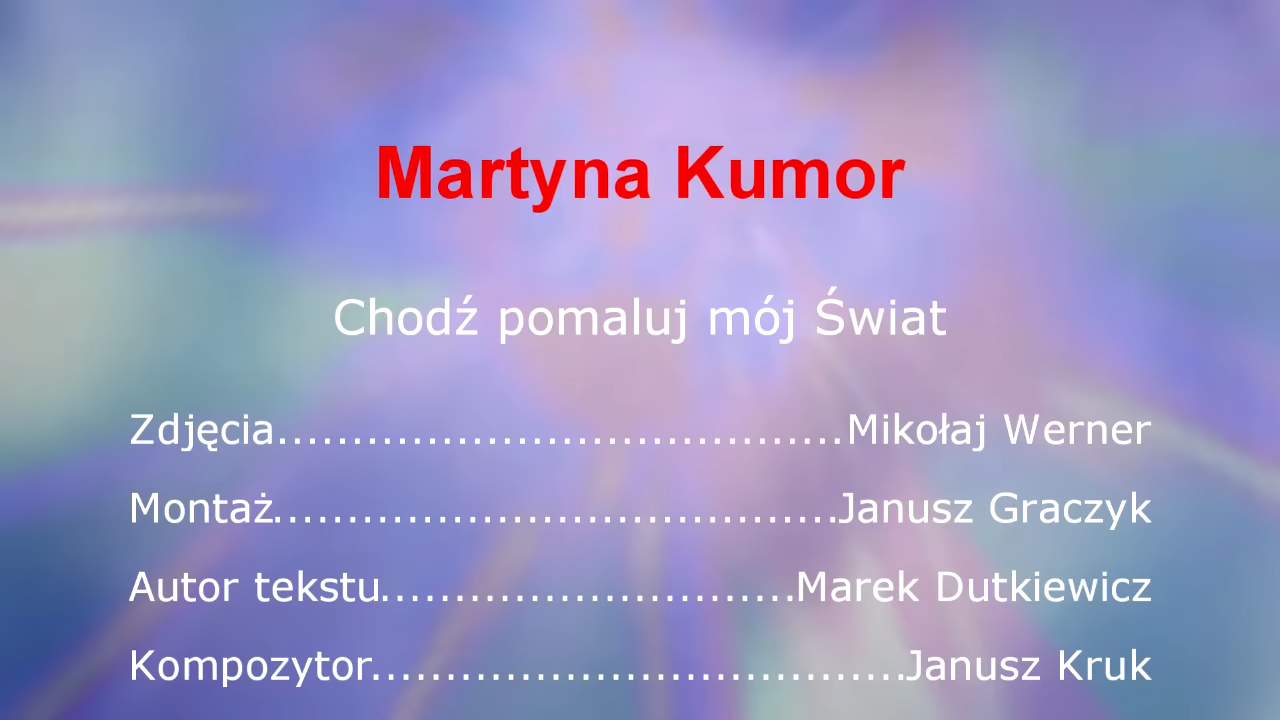 Martyna Kumor
Chodź pomaluj mój Świat
Zdjęcia......................................Mikołaj Werner
Montaż......................................Janusz Graczyk
Autor tekstu............................Marek Dutkiewicz
Kompozytor....................................Janusz Kruk